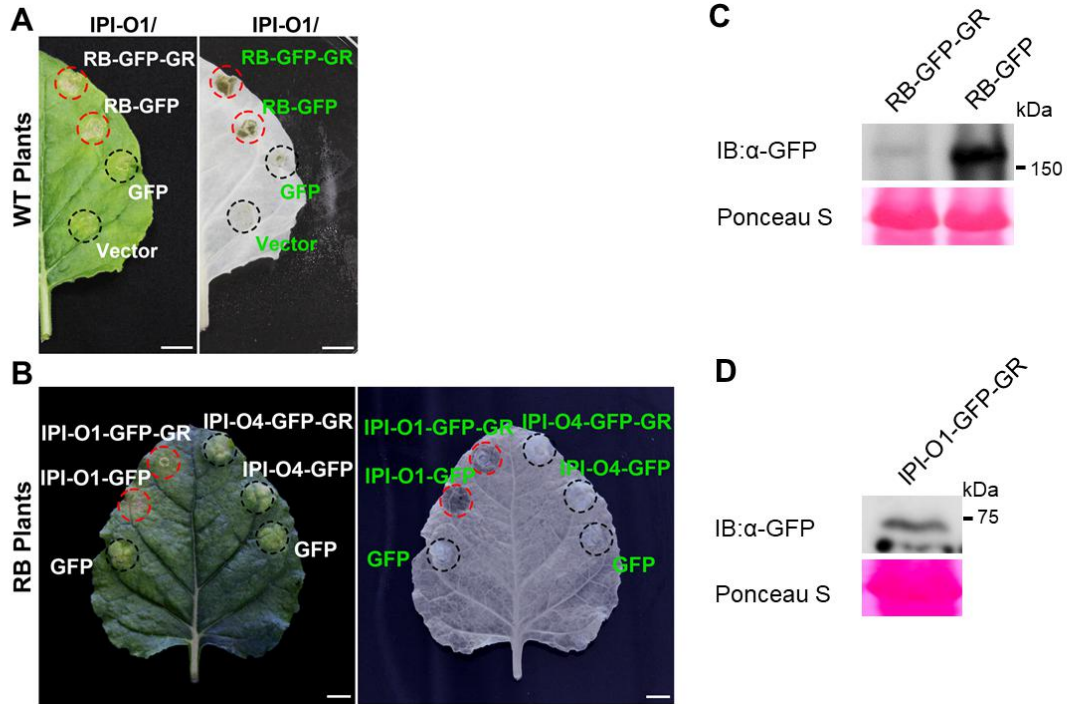 A
IPI-O1/
IPI-O1/
WT Plants
RB-GFP-GR
RB-GFP
GFP
Vector
RB-GFP-GR
RB-GFP
GFP
Vector
B
RB Plants
IPI-O1-GFP-GR
IPI-O4-GFP-GR
IPI-O1-GFP
IPI-O4-GFP
GFP
GFP
IPI-O1-GFP-GR
IPI-O4-GFP-GR
IPI-O1-GFP
IPI-O4-GFP
GFP
GFP
C
RB-GFP-GR
RB-GFP
kDa
IB:α-GFP
150
Ponceau S
D
IPI-O1-GFP-GR
kDa
IB:α-GFP
75
Ponceau S